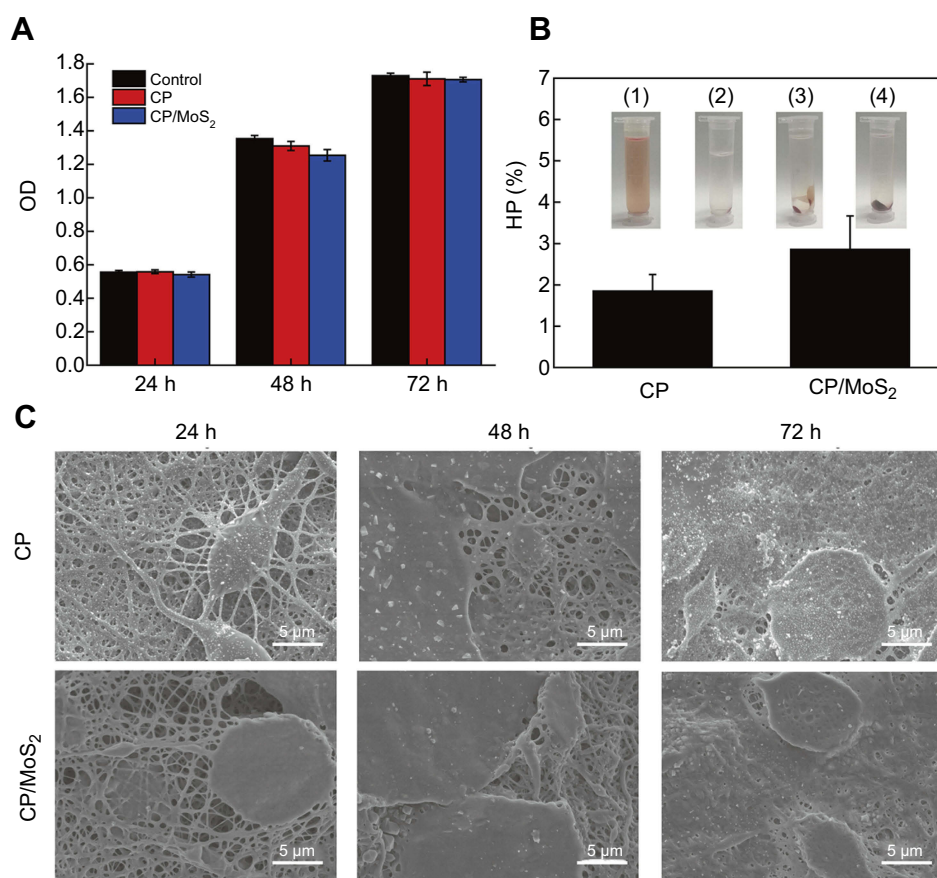 A
OD
1.8
1.6
1.4
1.2
1.0
0.8
0.6
0.4
0.2
0.0
Control
CP
CP/MoS2
24 h
48 h
72 h
B
HP (%)
7
6
5
4
3
2
1
0
(1)
(2)
(3)
(4)
CP
CP/MoS2
C
24 h
48 h
72 h
CP
5 µm
5 µm
5 µm
CP/MoS2
5 µm
5 µm
5 µm